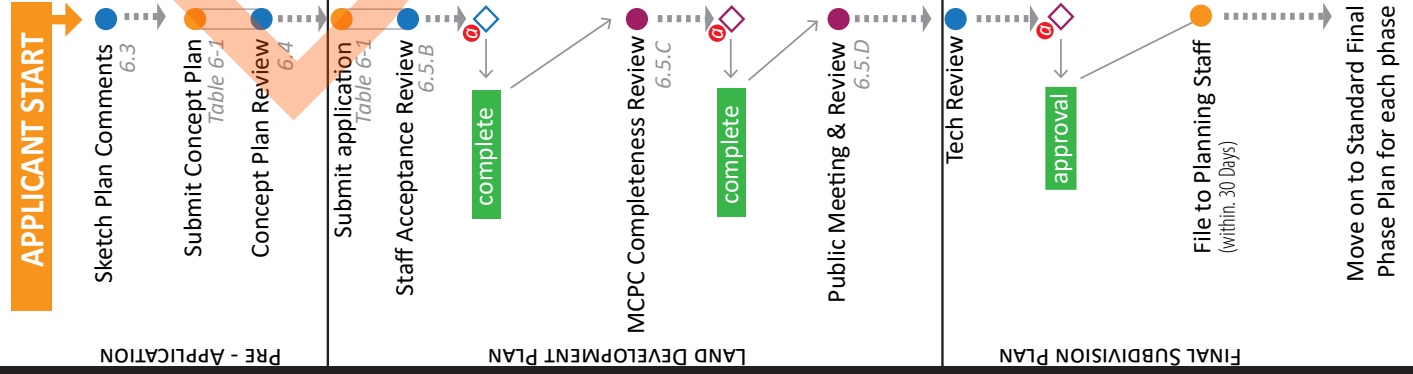 APPLICANT START
PRE - APPLICATION
Sketch Plan Comments
6.3
Submit Concept Plan
Table 6-1
Concept Plan Review
6.4
LAND DEVELOPMENT PLAN
Submit application
Table 6-1
Staff Acceptance Review
6.5.B
@
complete
MCPC Completeness Review
6.5.C
@
complete
Public Meeting & Review
6.5.D
FINAL SUBDIVISION PLAN
Tech Review
@
approval
File to Planning Staff
(within. 30 Days)
Move on to Standard Final
Phase Plan for each phase